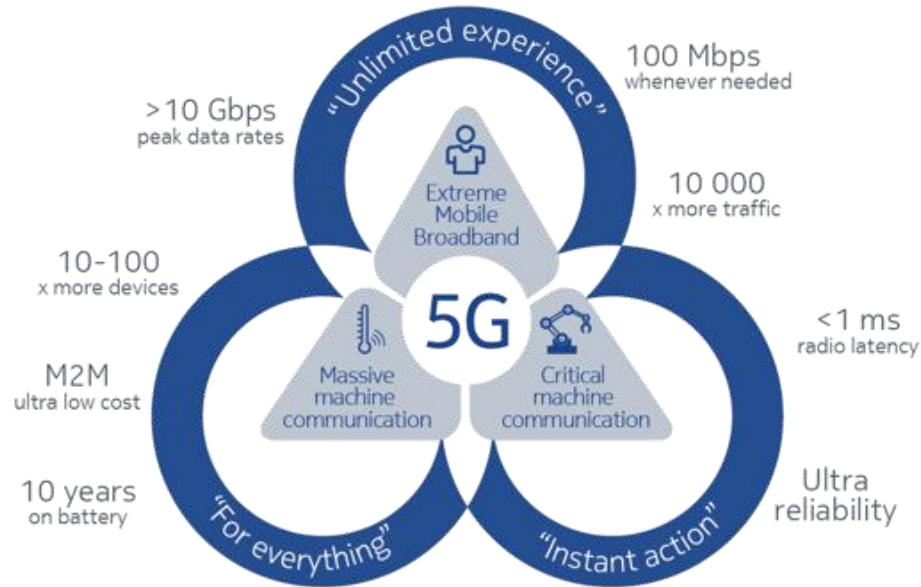 “Unlimited experience”
100 Mbps
whenever needed
>10 Gbps
peak data rates
10 000
x more traffic
Extreme
Mobile
Broadband
10-100
x more devices
5G
<1 ms
radio latency
M2M
ultra low cost
Massive
machine
communication
Critical
machine
communication
10 years
on battery
Ultra
reliability
“For everything”
“Instant action”